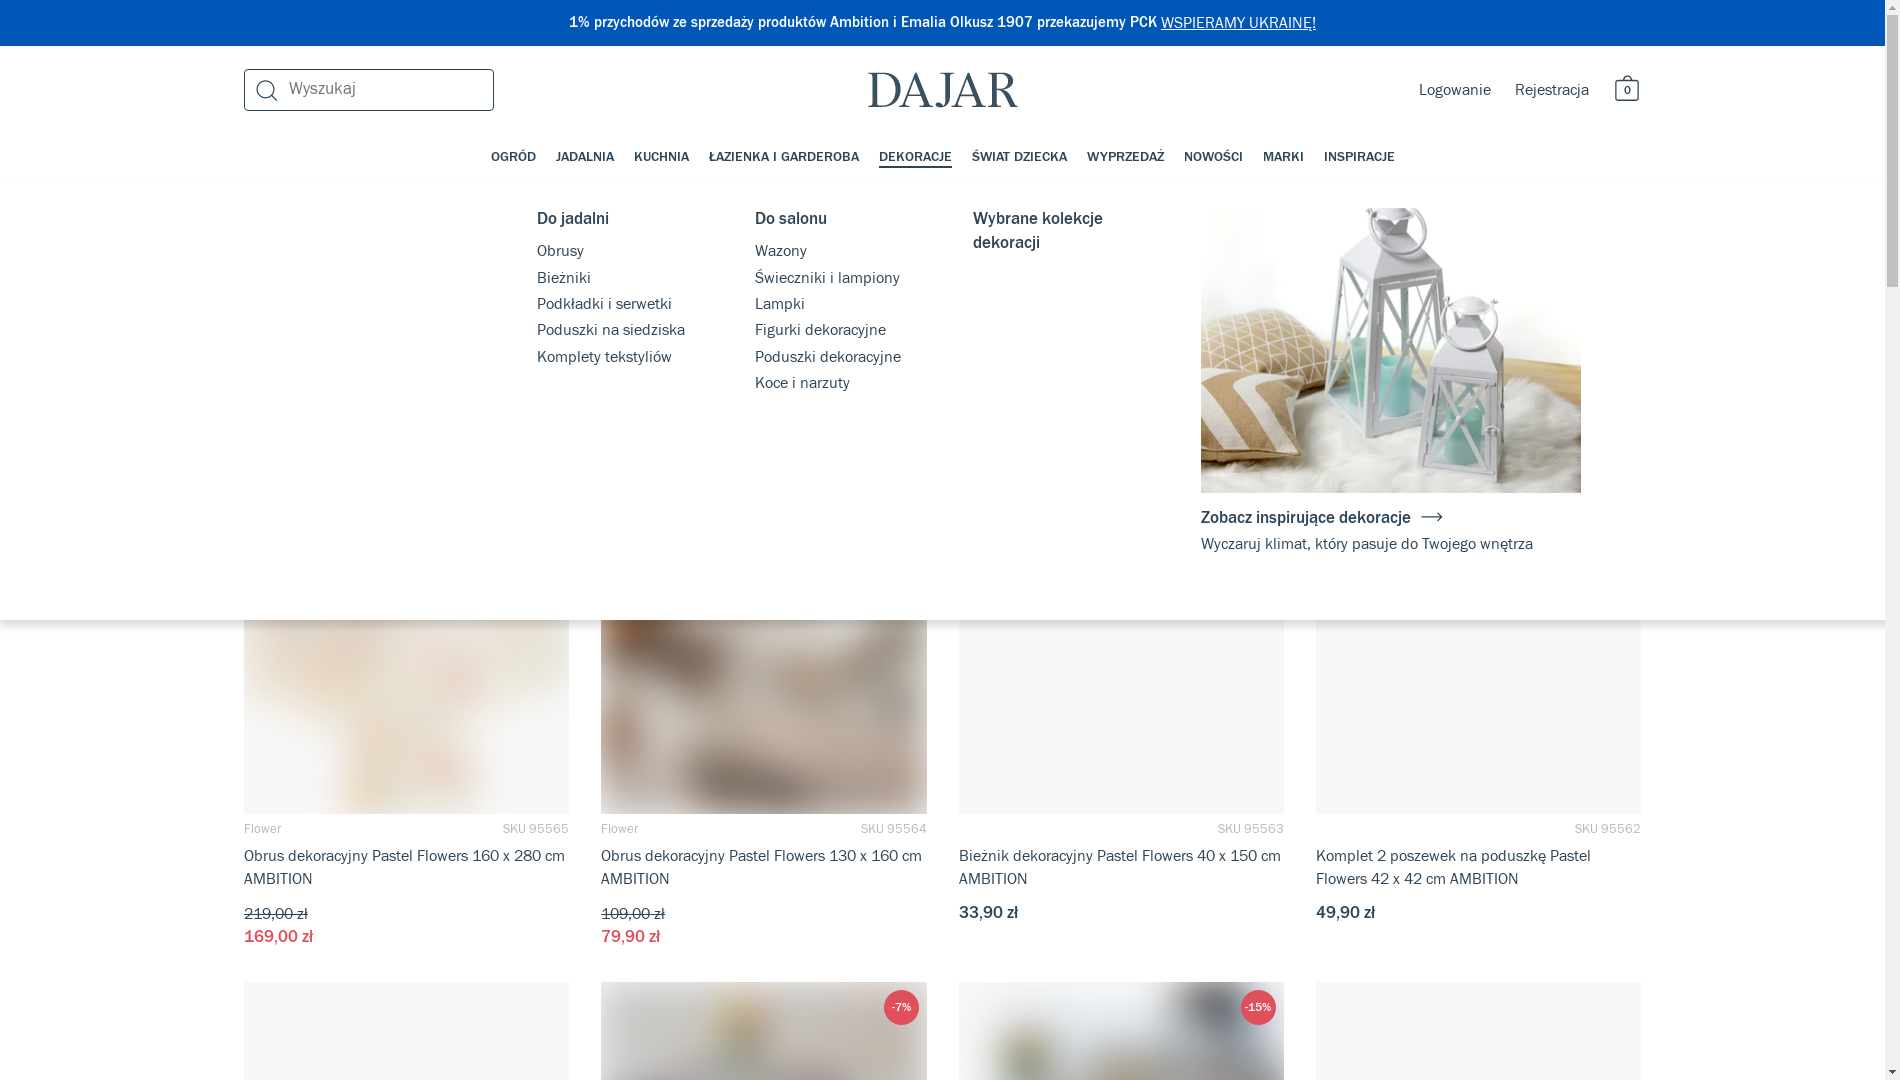 1% przychodów ze sprzedaży produktów Ambition i Emalia Olkusz 1907 przekazujemy PCK WSPIERAMY UKRAINĘ!
Wyszukaj
DAJAR
Logowanie
Rejestracja
0
OGRÓD
JADALNIA
KUCHNIA
ŁAZIENKA I GARDEROBA
DEKORACJE
ŚWIAT DZIECKA
WYPRZEDAŻ
NOWOŚCI
MARKI
INSPIRACJE
Do jadalni
Obrusy
Bieżniki
Podkładki i serwetki
Poduszki na siedziska
Komplety tekstyliów
Do salonu
Wazony
Świeczniki i lampiony
Lampki
Figurki dekoracyjne
Poduszki dekoracyjne
Koce i narzuty
Wybrane kolekcje
dekoracji
Zobacz inspirujące dekoracje
Wyczaruj klimat, który pasuje do Twojego wnętrza
Flower
SKU 95565
Obrus dekoracyjny Pastel Flowers 160 x 280 cm
AMBITION
219,00 zł
169,00 zł
Flower
SKU 95564
Obrus dekoracyjny Pastel Flowers 130 x 160 cm
AMBITION
109,00 zł
79,90 zł
SKU 95563
Bieżnik dekoracyjny Pastel Flowers 40 x 150 cm
AMBITION
33,90 zł
SKU 95562
Komplet 2 poszewek na poduszkę Pastel
Flowers 42 x 42 cm AMBITION
49,90 zł
-7%
-15%